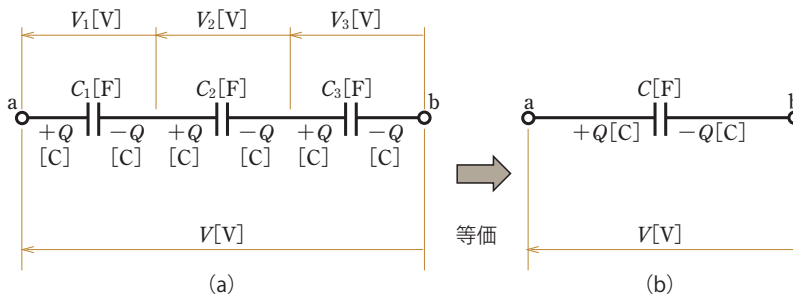 V₁[V] V₂[V] V₃[V]
a C₁[F] C₂[F] C₃[F] b
+Q −Q +Q −Q +Q −Q
[C] [C] [C] [C] [C] [C]
V[V]
(a)
等価
a C[F] b
+Q[C] −Q[C]
V[V]
(b)